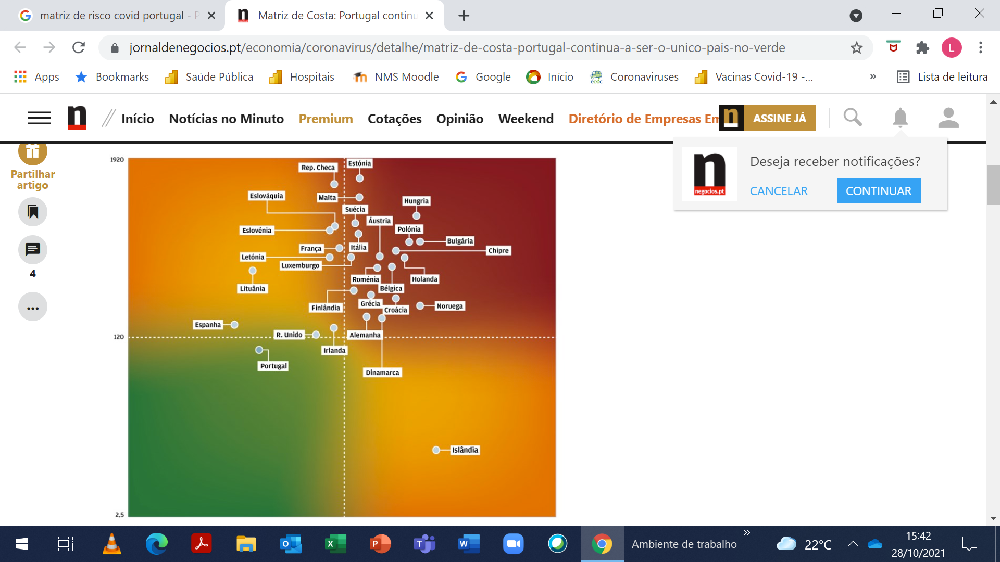 matriz de risco covid portugal - P
Matriz de Costa: Portugal continu
jornaldenegocios.pt/economia/coronavirus/detalhe/matriz-de-costa-portugal-continua-a-ser-o-unico-pais-no-verde
L
Apps
Bookmarks
Saúde Pública
Hospitais
NMS Moodle
Google
Início
ecdc
Coronaviruses
Vacinas Covid-19 -...
»
Lista de leitura
n
// Início
Notícias no Minuto
Premium
Cotações
Opinião
Weekend
Diretório de Empresas Em
n
ASSINE JÁ
n
negocios.pt
Deseja receber notificações?
CANCELAR
CONTINUAR
Partilhar
artigo
4
1920
Rep. Checa
Estónia
Eslováquia
Malta
Hungria
Suécia
Áustria
Eslovénia
Polónia
Bulgária
França
Itália
Chipre
Letónia
Luxemburgo
Roménia
Holanda
Lituânia
Bélgica
Finlândia
Grécia
Croácia
Noruega
Espanha
R. Unido
Alemanha
120
Irlanda
Portugal
Dinamarca
Islândia
2,5
Ambiente de trabalho
»
22°C
15:42
28/10/2021